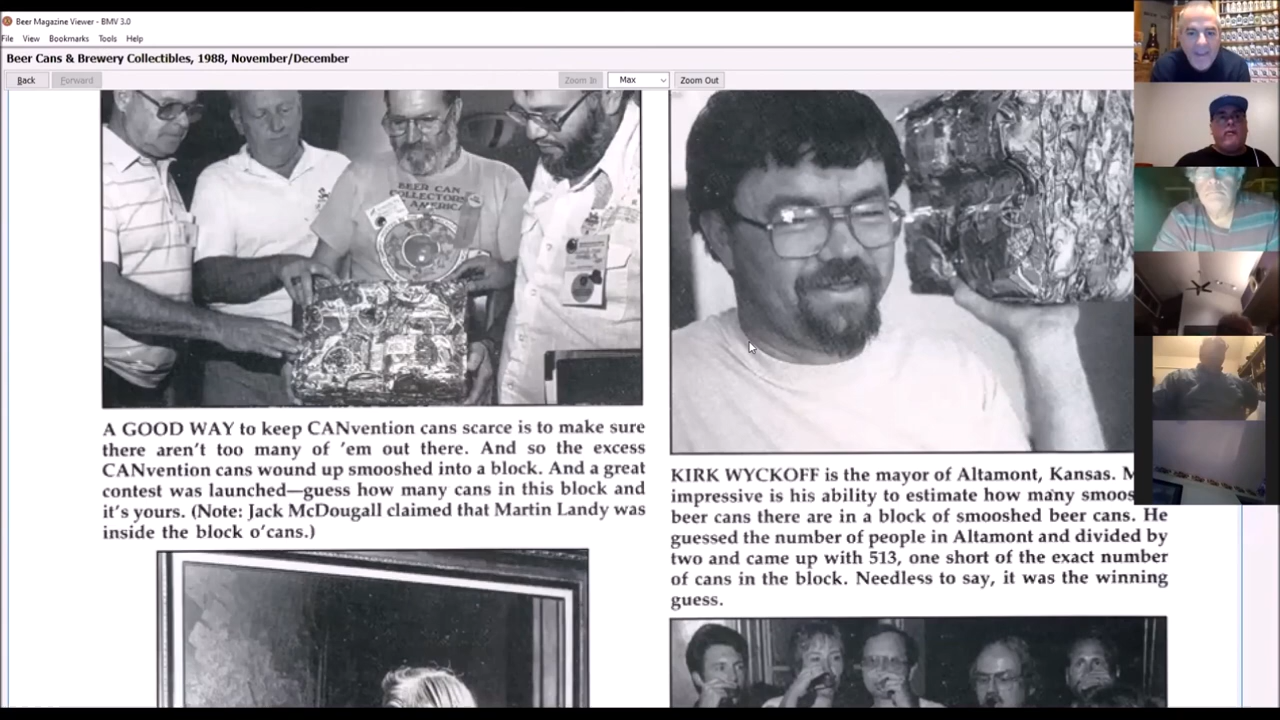 Beer Magazine Viewer - BMV 3.0
File View Bookmarks Tools Help
Beer Cans & Brewery Collectibles, 1988, November/December
Back Forward Zoom In Max Zoom Out
BEER CAN
COLLECTORS
AMERICA
A GOOD WAY to keep CANvention cans scarce is to make sure
there aren't too many of 'em out there. And so the excess
CANvention cans wound up smooshed into a block. And a great
contest was launched—guess how many cans in this block and
it's yours. (Note: Jack McDougall claimed that Martin Landy was
inside the block o'cans.)
KIRK WYCKOFF is the mayor of Altamont, Kansas. M
impressive is his ability to estimate how many smoos
beer cans there are in a block of smooshed beer cans. He
guessed the number of people in Altamont and divided by
two and came up with 513, one short of the exact number
of cans in the block. Needless to say, it was the winning
guess.